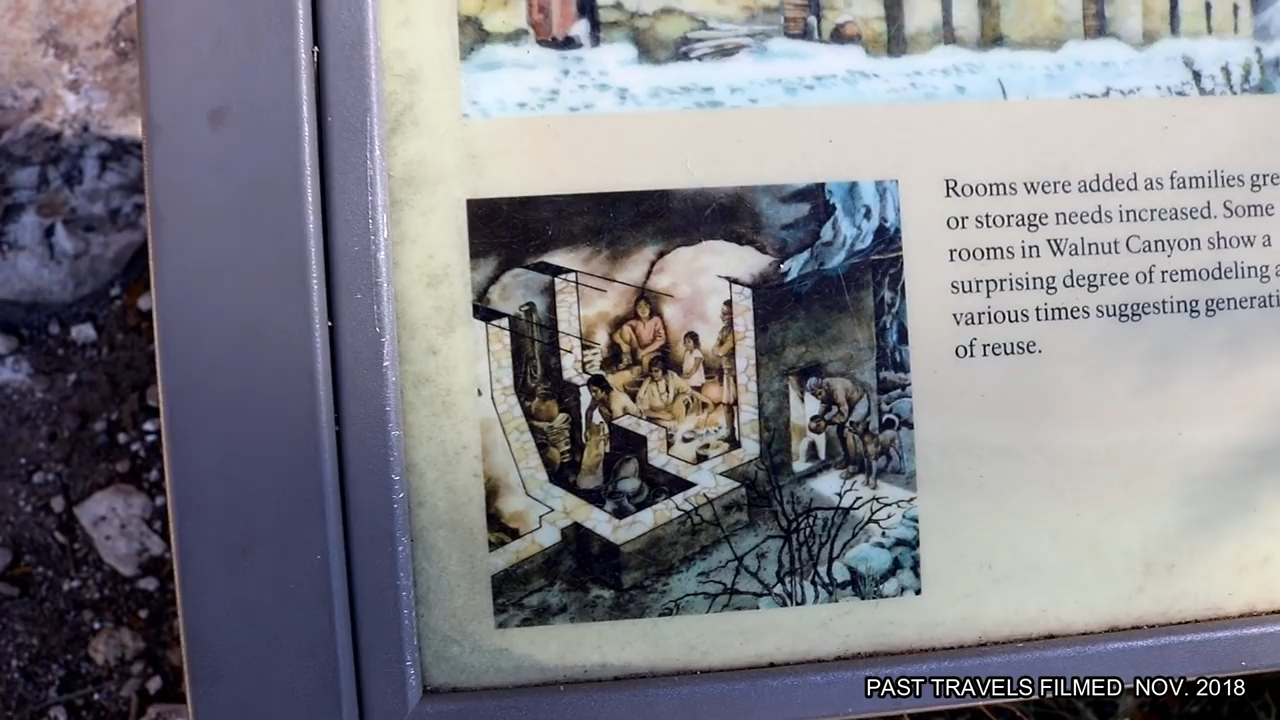 Rooms were added as families gre
or storage needs increased. Some
rooms in Walnut Canyon show a
surprising degree of remodeling a
various times suggesting generati
of reuse.
PAST TRAVELS FILMED NOV. 2018